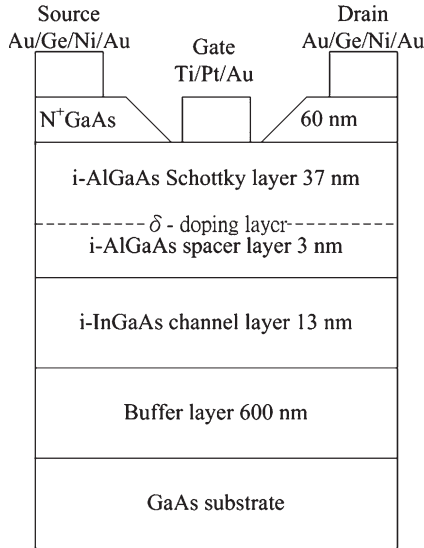 Source
Au/Ge/Ni/Au
Gate
Ti/Pt/Au
Drain
Au/Ge/Ni/Au
N⁺GaAs
60 nm
i-AlGaAs Schottky layer 37 nm
δ - doping layer
i-AlGaAs spacer layer 3 nm
i-InGaAs channel layer 13 nm
Buffer layer 600 nm
GaAs substrate